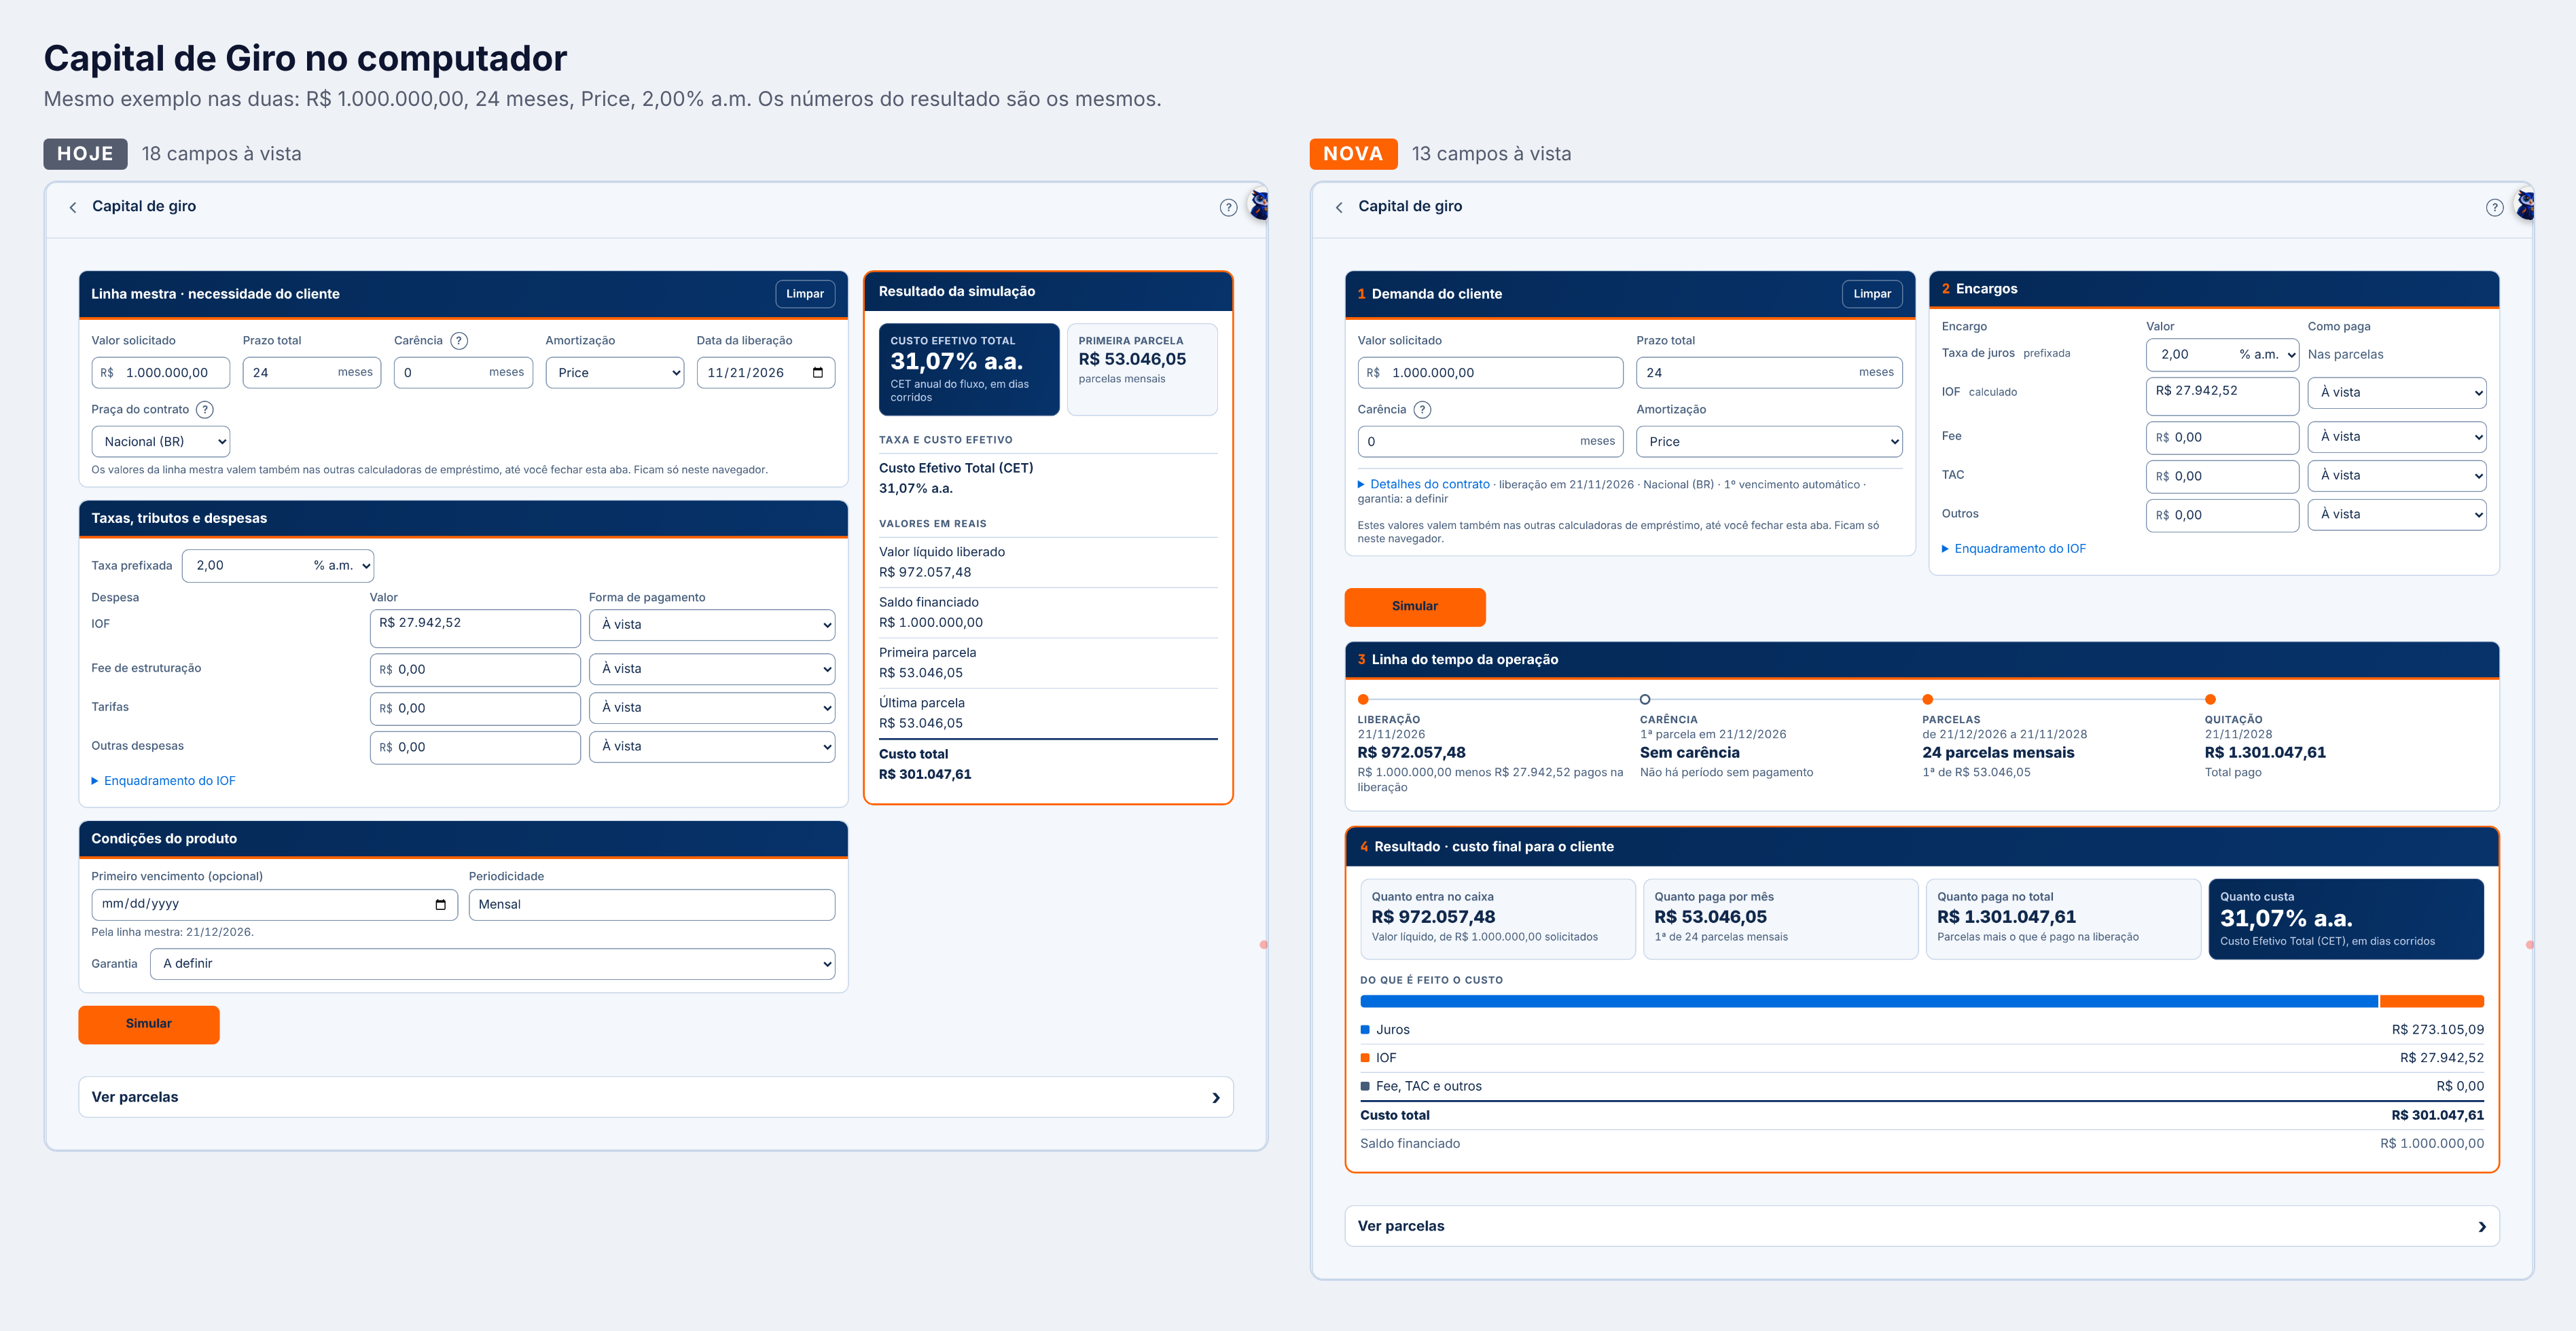 Capital de Giro no computador
Mesmo exemplo nas duas: R$ 1.000.000,00, 24 meses, Price, 2,00% a.m. Os números do resultado são os mesmos.
HOJE 18 campos à vista
Capital de giro ?
Linha mestra · necessidade do cliente Limpar
Valor solicitado Prazo total Carência ? Amortização Data da liberação
R$ 1.000.000,00 24 meses 0 meses Price 11/21/2026
Praça do contrato ?
Nacional (BR)
Os valores da linha mestra valem também nas outras calculadoras de empréstimo, até você fechar esta aba. Ficam só neste navegador.
Taxas, tributos e despesas
Taxa prefixada 2,00 % a.m.
Despesa Valor Forma de pagamento
IOF R$ 27.942,52 À vista
Fee de estruturação R$ 0,00 À vista
Tarifas R$ 0,00 À vista
Outras despesas R$ 0,00 À vista
Enquadramento do IOF
Condições do produto
Primeiro vencimento (opcional) Periodicidade
mm/dd/yyyy Mensal
Pela linha mestra: 21/12/2026.
Garantia A definir
Simular
Resultado da simulação
CUSTO EFETIVO TOTAL
31,07% a.a.
CET anual do fluxo, em dias
corridos
PRIMEIRA PARCELA
R$ 53.046,05
parcelas mensais
TAXA E CUSTO EFETIVO
Custo Efetivo Total (CET)
31,07% a.a.
VALORES EM REAIS
Valor líquido liberado
R$ 972.057,48
Saldo financiado
R$ 1.000.000,00
Primeira parcela
R$ 53.046,05
Última parcela
R$ 53.046,05
Custo total
R$ 301.047,61
Ver parcelas
NOVA 13 campos à vista
Capital de giro ?
1 Demanda do cliente Limpar
Valor solicitado Prazo total
R$ 1.000.000,00 24 meses
Carência ? Amortização
0 meses Price
Detalhes do contrato · liberação em 21/11/2026 · Nacional (BR) · 1º vencimento automático ·
garantia: a definir
Estes valores valem também nas outras calculadoras de empréstimo, até você fechar esta aba. Ficam só
neste navegador.
2 Encargos
Encargo Valor Como paga
Taxa de juros prefixada 2,00 % a.m. Nas parcelas
IOF calculado R$ 27.942,52 À vista
Fee R$ 0,00 À vista
TAC R$ 0,00 À vista
Outros R$ 0,00 À vista
Enquadramento do IOF
Simular
3 Linha do tempo da operação
LIBERAÇÃO
21/11/2026
R$ 972.057,48
R$ 1.000.000,00 menos R$ 27.942,52 pagos na
liberação
CARÊNCIA
1ª parcela em 21/12/2026
Sem carência
Não há período sem pagamento
PARCELAS
de 21/12/2026 a 21/11/2028
24 parcelas mensais
1ª de R$ 53.046,05
QUITAÇÃO
21/11/2028
R$ 1.301.047,61
Total pago
4 Resultado · custo final para o cliente
Quanto entra no caixa
R$ 972.057,48
Valor líquido, de R$ 1.000.000,00 solicitados
Quanto paga por mês
R$ 53.046,05
1ª de 24 parcelas mensais
Quanto paga no total
R$ 1.301.047,61
Parcelas mais o que é pago na liberação
Quanto custa
31,07% a.a.
Custo Efetivo Total (CET), em dias corridos
DO QUE É FEITO O CUSTO
Juros R$ 273.105,09
IOF R$ 27.942,52
Fee, TAC e outros R$ 0,00
Custo total R$ 301.047,61
Saldo financiado R$ 1.000.000,00
Ver parcelas